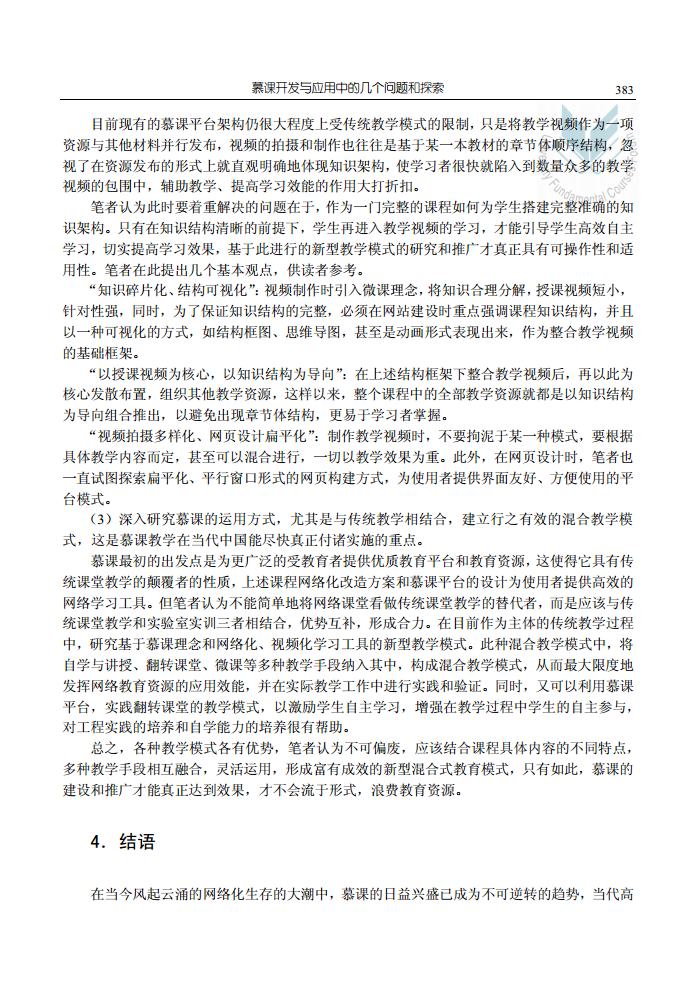 慕课开发与应用中的几个问题和探索 383
目前现有的慕课平台架构仍很大程度上受传统教学模式的限制，只是将教学视频作为一项
资源与其他材料并行发布，视频的拍摄和制作也往往是基于某一本教材的章节体顺序结构，忽
视了在资源发布的形式上就直观明确地体现知识架构，使学习者很快就陷入到数量众多的教学
视频的包围中，辅助教学、提高学习效能的作用大打折扣。
笔者认为此时要着重解决的问题在于，作为一门完整的课程如何为学生搭建完整准确的知
识架构。只有在知识结构清晰的前提下，学生再进入教学视频的学习，才能引导学生高效自主
学习，切实提高学习效果，基于此进行的新型教学模式的研究和推广才真正具有可操作性和适
用性。笔者在此提出几个基本观点，供读者参考。
“知识碎片化、结构可视化”：视频制作时引入微课理念，将知识合理分解，授课视频短小，
针对性强，同时，为了保证知识结构的完整，必须在网站建设时重点强调课程知识结构，并且
以一种可视化的方式，如结构框图、思维导图，甚至是动画形式表现出来，作为整合教学视频
的基础框架。
“以授课视频为核心，以知识结构为导向”：在上述结构框架下整合教学视频后，再以此为
核心发散布置，组织其他教学资源，这样以来，整个课程中的全部教学资源就都是以知识结构
为导向组合推出，以避免出现章节体结构，更易于学习者掌握。
“视频拍摄多样化、网页设计扁平化”：制作教学视频时，不要拘泥于某一种模式，要根据
具体教学内容而定，甚至可以混合进行，一切以教学效果为重。此外，在网页设计时，笔者也
一直试图探索扁平化、平行窗口形式的网页构建方式，为使用者提供界面友好、方便使用的平
台模式。
（3）深入研究慕课的运用方式，尤其是与传统教学相结合，建立行之有效的混合教学模
式，这是慕课教学在当代中国能尽快真正付诸实施的重点。
慕课最初的出发点是为更广泛的受教育者提供优质教育平台和教育资源，这使得它具有传
统课堂教学的颠覆者的性质，上述课程网络化改造方案和慕课平台的设计为使用者提供高效的
网络学习工具。但笔者认为不能简单地将网络课堂看做传统课堂教学的替代者，而是应该与传
统课堂教学和实验室实训三者相结合，优势互补，形成合力。在目前作为主体的传统教学过程
中，研究基于慕课理念和网络化、视频化学习工具的新型教学模式。此种混合教学模式中，将
自学与讲授、翻转课堂、微课等多种教学手段纳入其中，构成混合教学模式，从而最大限度地
发挥网络教育资源的应用效能，并在实际教学工作中进行实践和验证。同时，又可以利用慕课
平台，实践翻转课堂的教学模式，以激励学生自主学习，增强在教学过程中学生的自主参与，
对工程实践的培养和自学能力的培养很有帮助。
总之，各种教学模式各有优势，笔者认为不可偏废，应该结合课程具体内容的不同特点，
多种教学手段相互融合，灵活运用，形成富有成效的新型混合式教育模式，只有如此，慕课的
建设和推广才能真正达到效果，才不会流于形式，浪费教育资源。
4．结语
在当今风起云涌的网络化生存的大潮中，慕课的日益兴盛已成为不可逆转的趋势，当代高